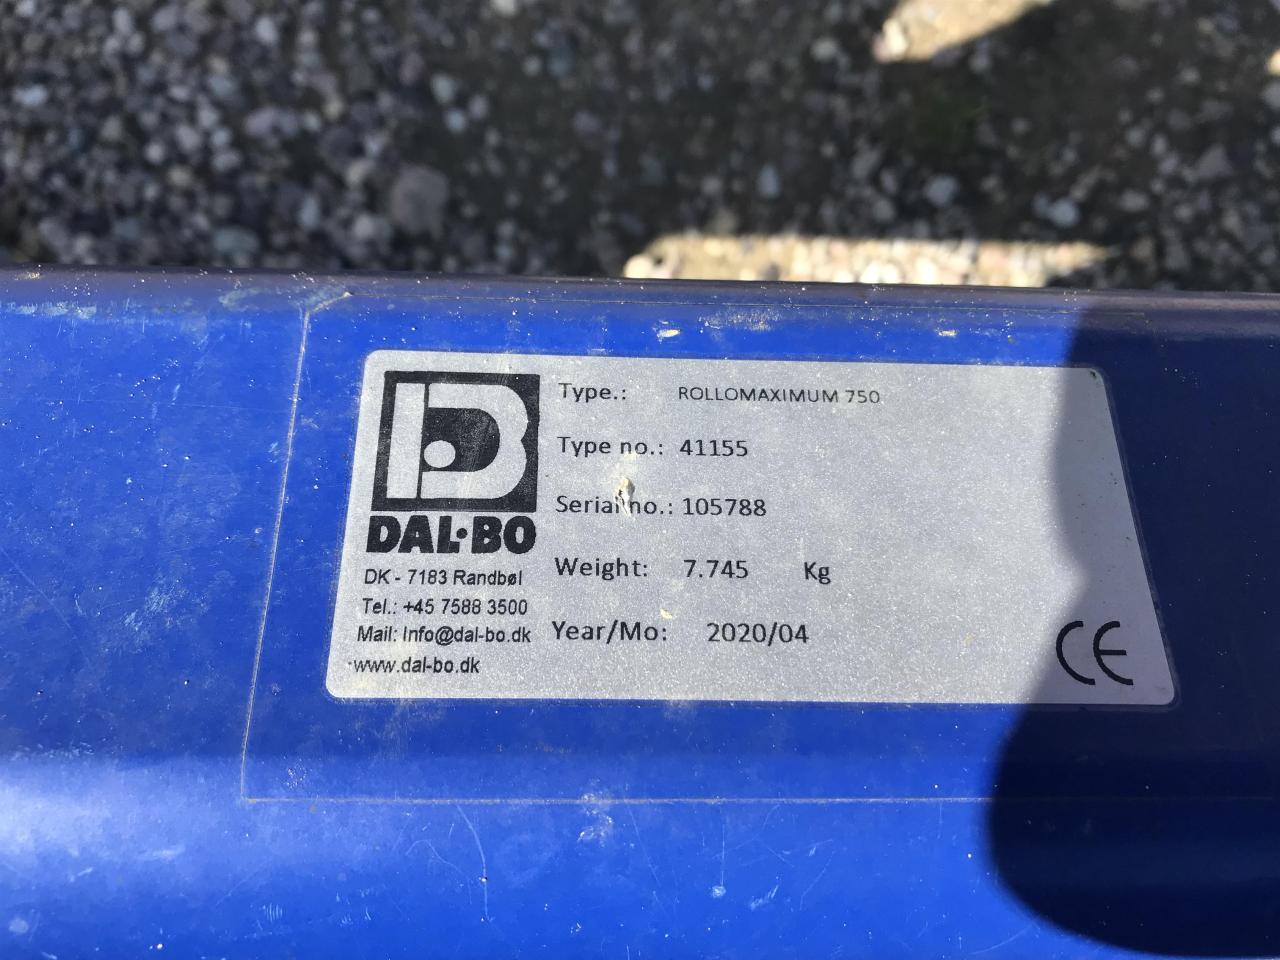 DAL·BO
DK - 7183 Randbøl
Tel.: +45 7588 3500
Mail: Info@dal-bo.dk
www.dal-bo.dk
Type.: ROLLOMAXIMUM 750
Type no.: 41155
Serial no.: 105788
Weight: 7.745 Kg
Year/Mo: 2020/04
CE